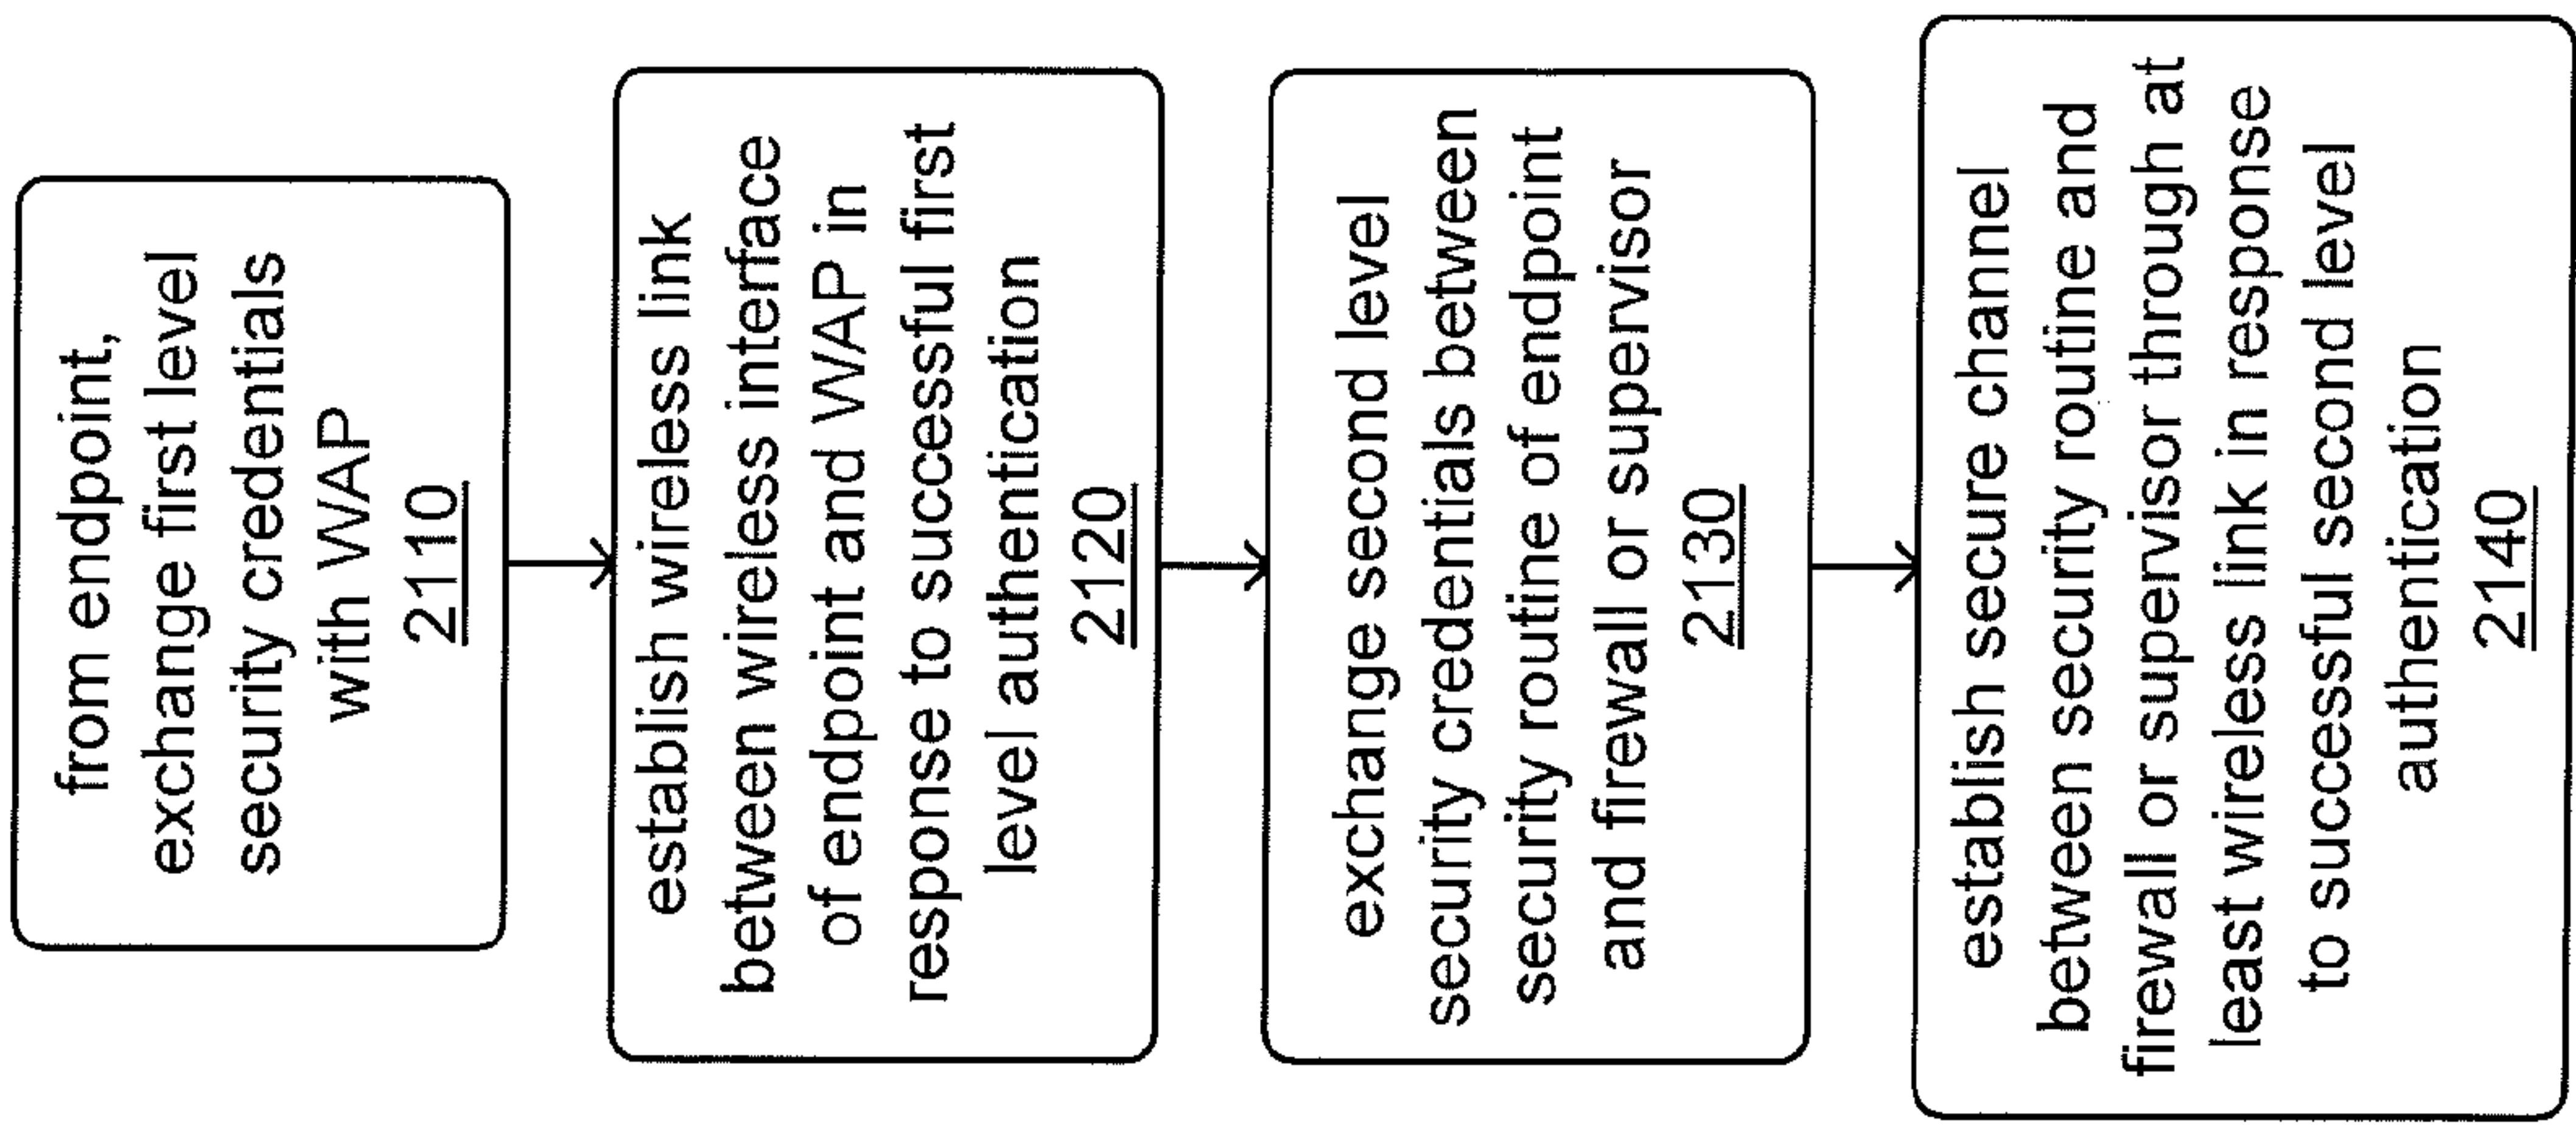 from endpoint,
exchange first level
security credentials
with WAP
2110
establish wireless link
between wireless interface
of endpoint and WAP in
response to successful first
level authentication
2120
exchange second level
security credentials between
security routine of endpoint
and firewall or supervisor
2130
establish secure channel
between security routine and
firewall or supervisor through at
least wireless link in response
to successful second level
authentication
2140